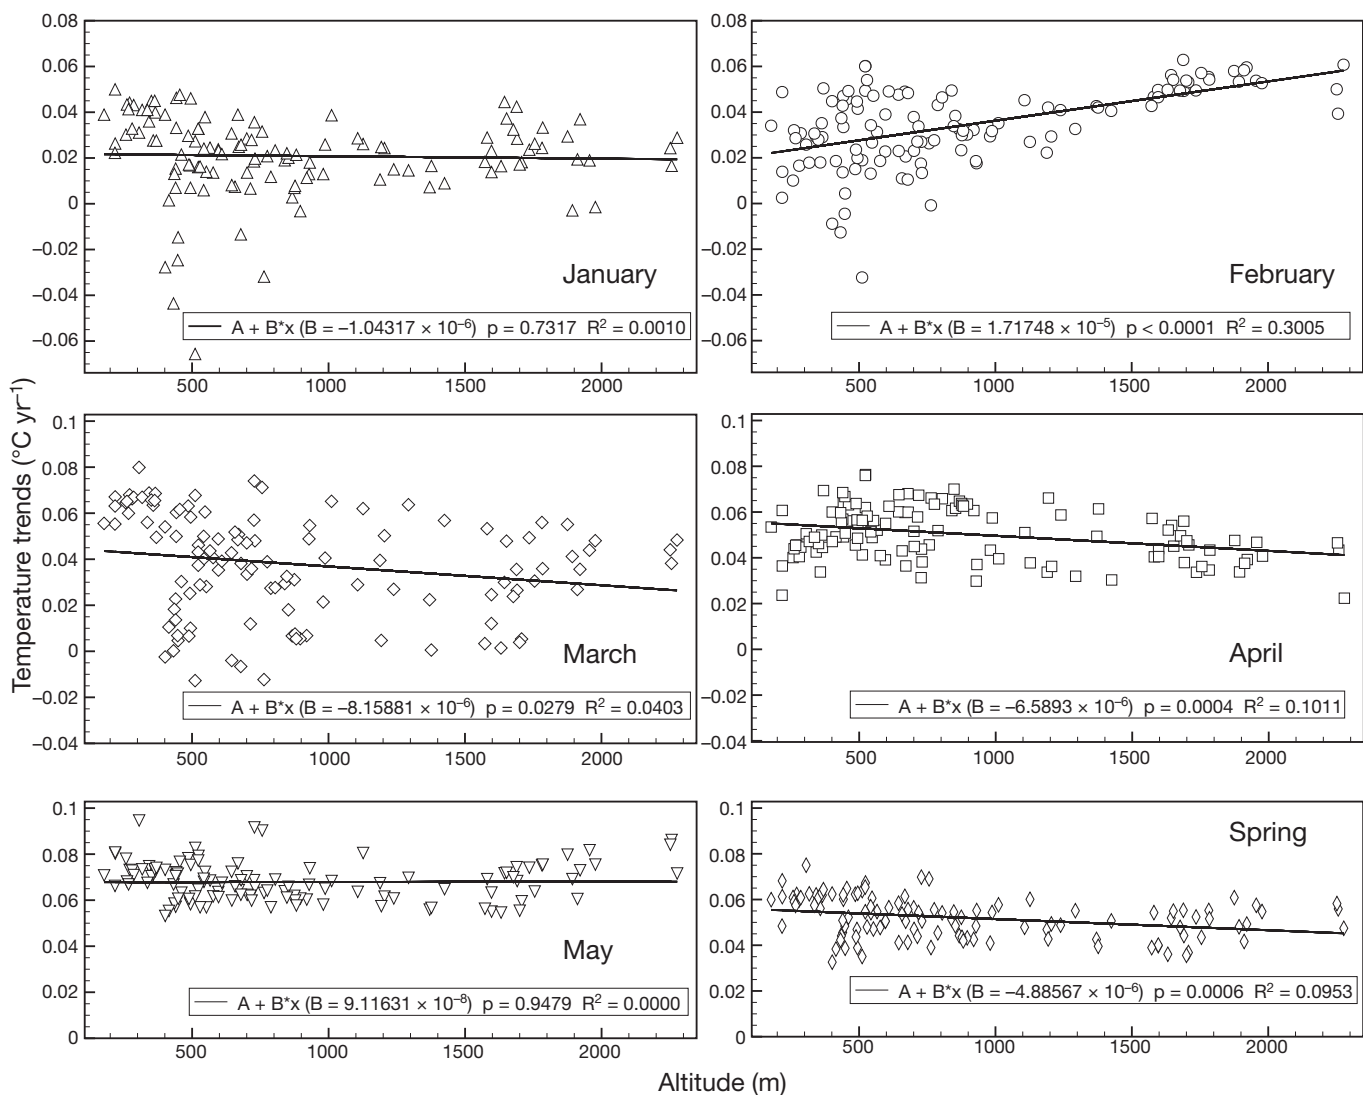 Temperature trends (°C yr⁻¹)
0.08
0.06
0.04
0.02
0
−0.02
−0.04
−0.06
January
A + B*x (B = −1.04317 × 10⁻⁶) p = 0.7317 R² = 0.0010
500 1000 1500 2000
0.08
0.06
0.04
0.02
0
−0.02
−0.04
−0.06
February
A + B*x (B = 1.71748 × 10⁻⁵) p < 0.0001 R² = 0.3005
500 1000 1500 2000
0.1
0.08
0.06
0.04
0.02
0
−0.02
−0.04
March
A + B*x (B = −8.15881 × 10⁻⁶) p = 0.0279 R² = 0.0403
500 1000 1500 2000
0.1
0.08
0.06
0.04
0.02
0
−0.02
−0.04
April
A + B*x (B = −6.5893 × 10⁻⁶) p = 0.0004 R² = 0.1011
500 1000 1500 2000
0.1
0.08
0.06
0.04
0.02
0
May
A + B*x (B = 9.11631 × 10⁻⁸) p = 0.9479 R² = 0.0000
500 1000 1500 2000
0.1
0.08
0.06
0.04
0.02
0
Spring
A + B*x (B = −4.88567 × 10⁻⁶) p = 0.0006 R² = 0.0953
500 1000 1500 2000
Altitude (m)